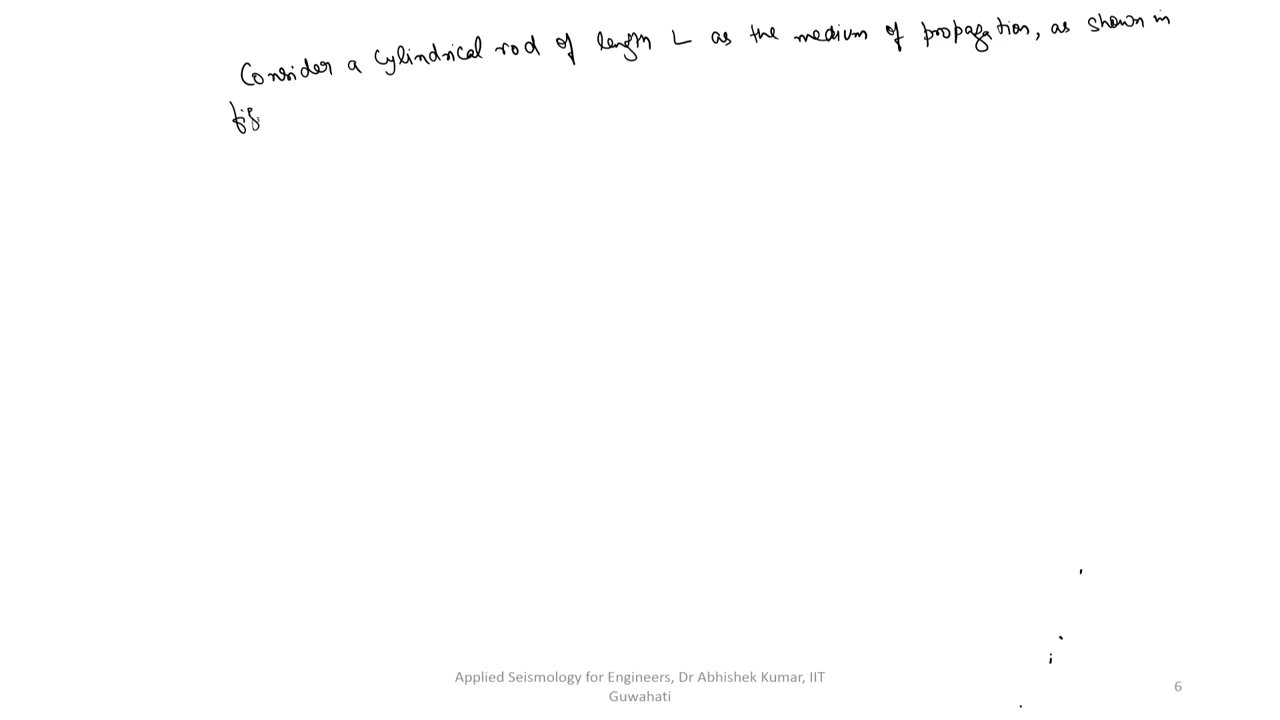 Consider a cylindrical rod of length L as the medium of propagation, as shown in
fig
Applied Seismology for Engineers, Dr Abhishek Kumar, IIT
Guwahati
6